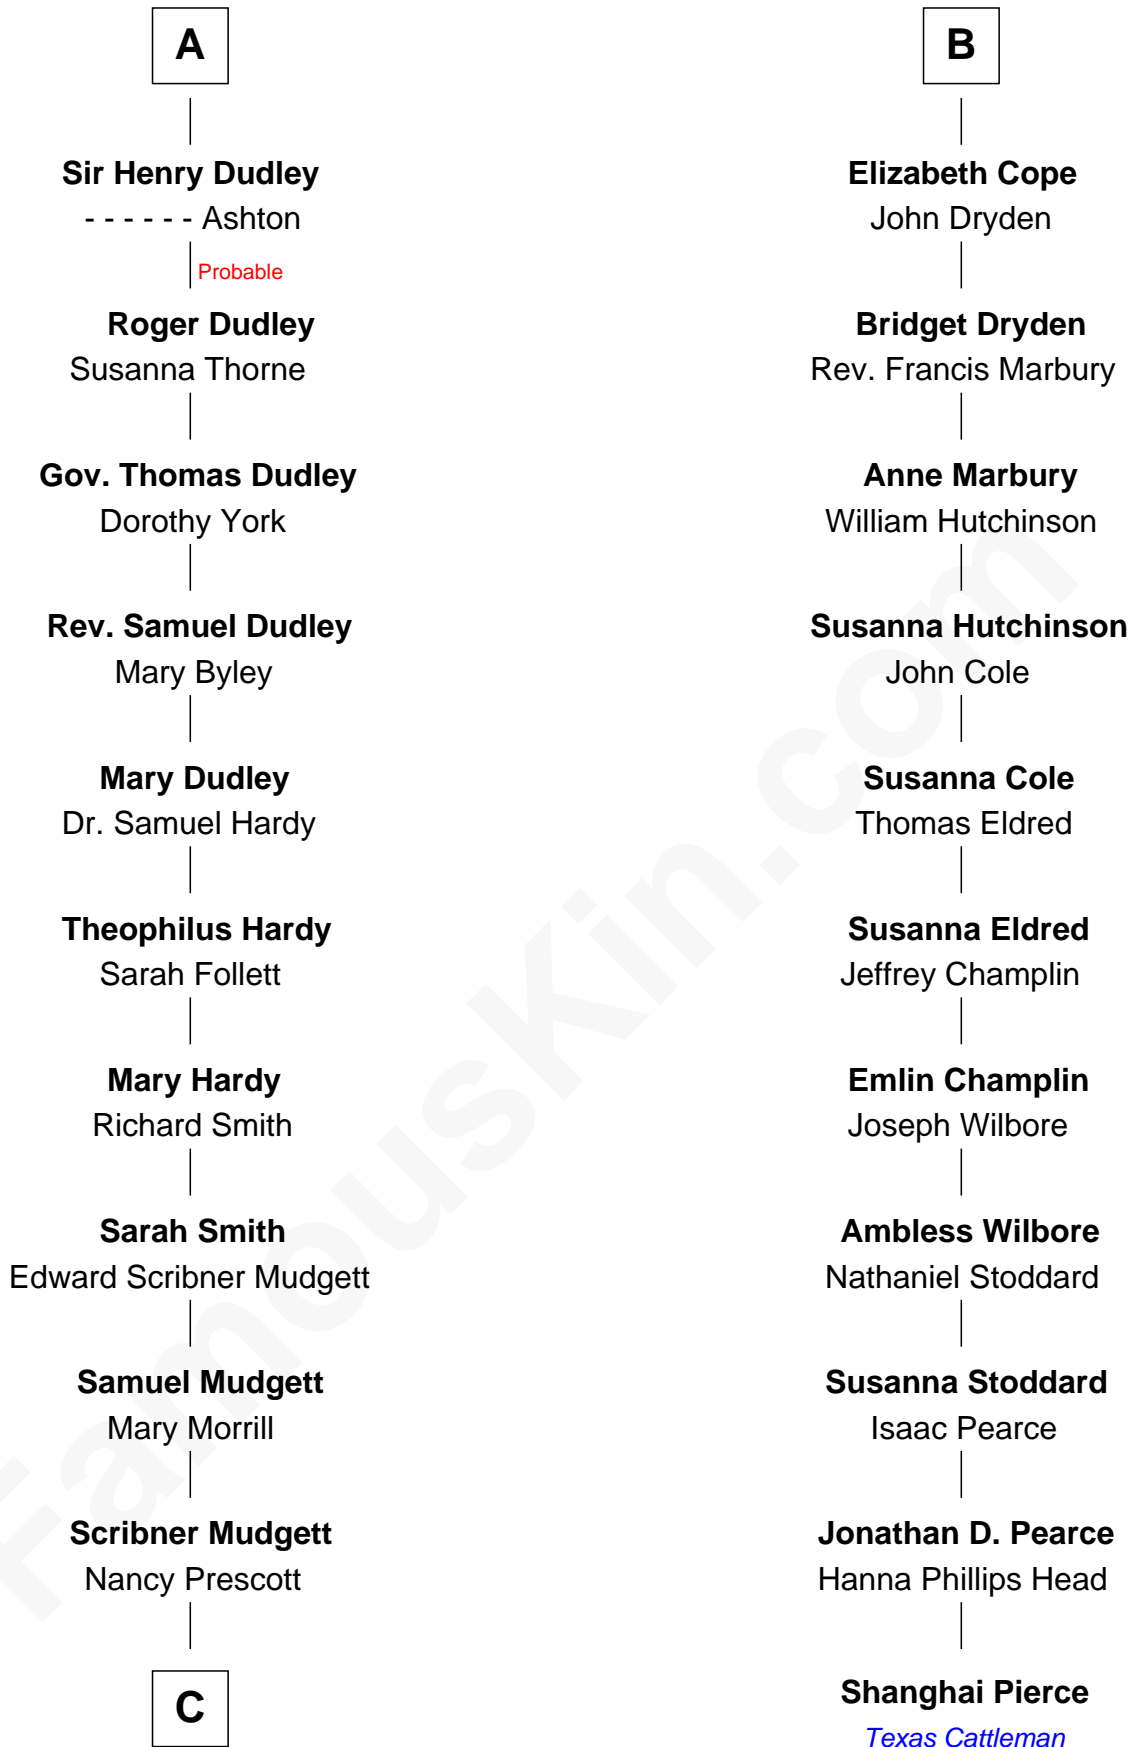 A
Sir Henry Dudley
- - - - - - Ashton
Probable
Roger Dudley
Susanna Thorne
Gov. Thomas Dudley
Dorothy York
Rev. Samuel Dudley
Mary Byley
Mary Dudley
Dr. Samuel Hardy
Theophilus Hardy
Sarah Follett
Mary Hardy
Richard Smith
Sarah Smith
Edward Scribner Mudgett
Samuel Mudgett
Mary Morrill
Scribner Mudgett
Nancy Prescott
C
B
Elizabeth Cope
John Dryden
Bridget Dryden
Rev. Francis Marbury
Anne Marbury
William Hutchinson
Susanna Hutchinson
John Cole
Susanna Cole
Thomas Eldred
Susanna Eldred
Jeffrey Champlin
Emlin Champlin
Joseph Wilbore
Ambless Wilbore
Nathaniel Stoddard
Susanna Stoddard
Isaac Pearce
Jonathan D. Pearce
Hanna Phillips Head
Shanghai Pierce
Texas Cattleman
FamousKin.com